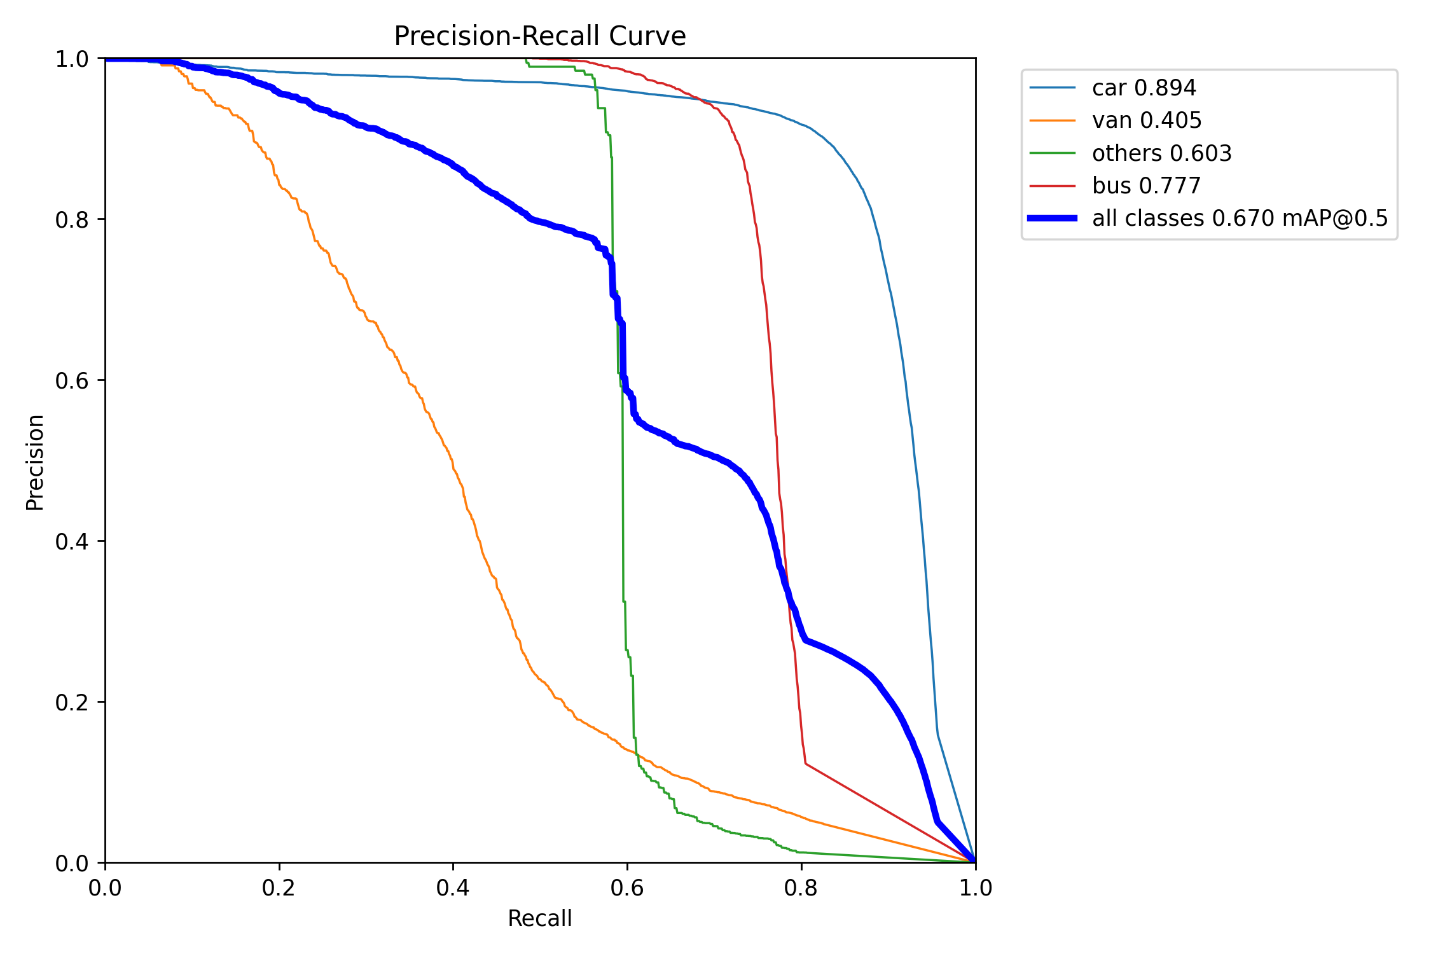 Precision-Recall Curve
1.0
0.8
0.6
0.4
0.2
0.0
Precision
0.0 0.2 0.4 0.6 0.8 1.0
Recall
car 0.894
van 0.405
others 0.603
bus 0.777
all classes 0.670 mAP@0.5